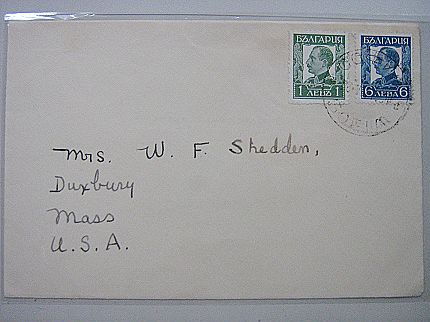 БЪЛГАРИЯ
1 ЛЕВЪ 1
БЪЛГАРИЯ
6 ЛЕВА 6
Mrs. W. F. Shedden,
Duxbury
Mass
U.S.A.